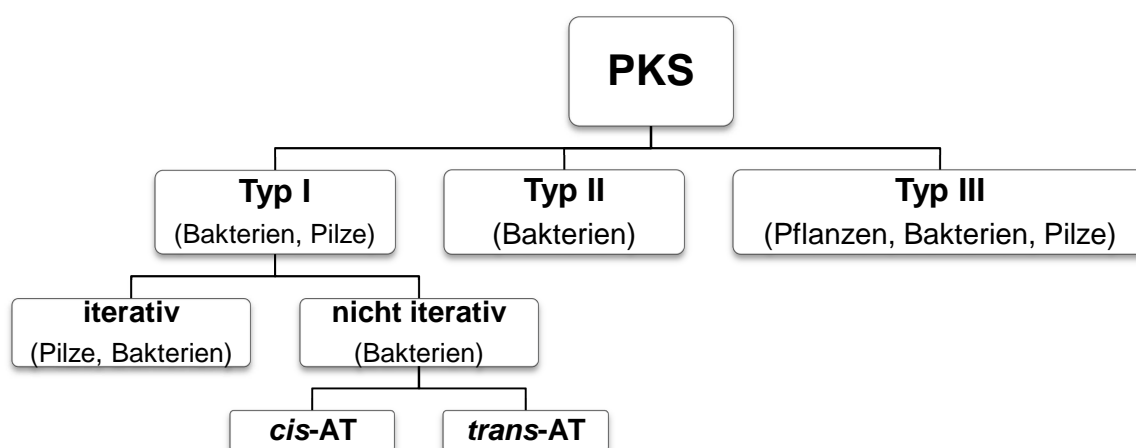 PKS
Typ I
(Bakterien, Pilze)
Typ II
(Bakterien)
Typ III
(Pflanzen, Bakterien, Pilze)
iterativ
(Pilze, Bakterien)
nicht iterativ
(Bakterien)
cis-AT
trans-AT